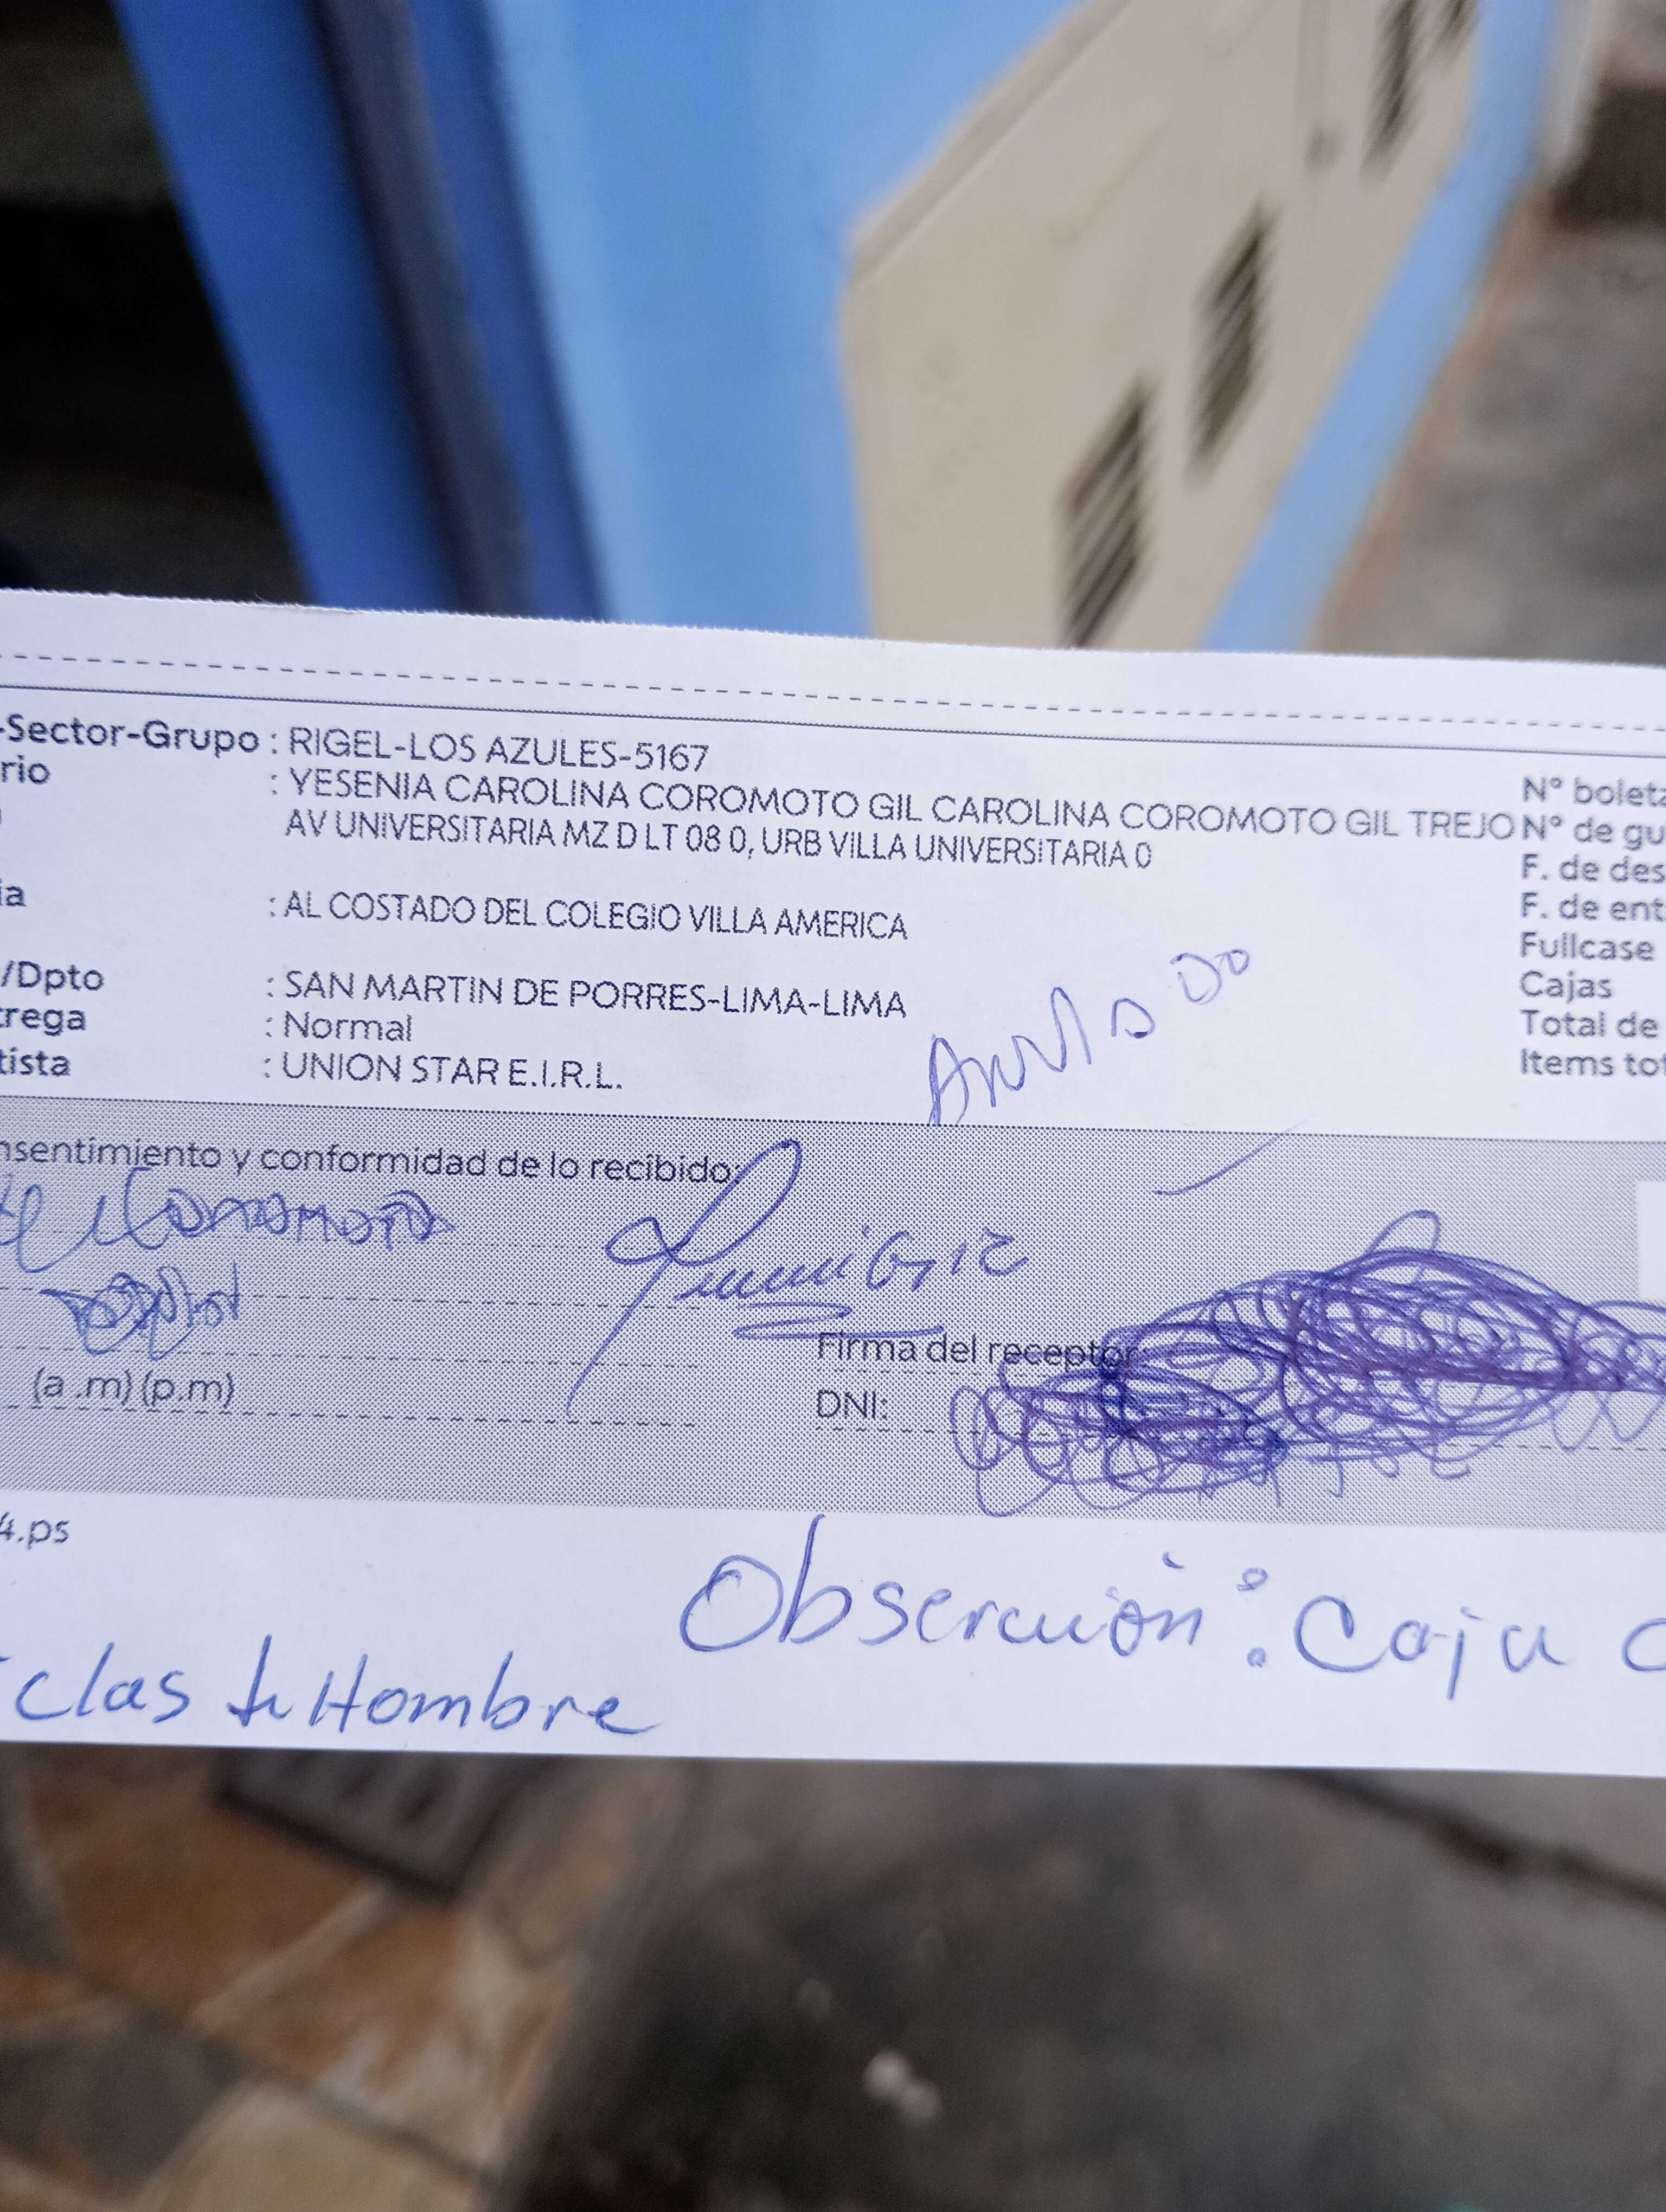 -Sector-Grupo : RIGEL-LOS AZULES-5167
rio : YESENIA CAROLINA COROMOTO GIL CAROLINA COROMOTO GIL TREJO
AV UNIVERSITARIA MZ D LT 08 0, URB VILLA UNIVERSITARIA 0
ia : AL COSTADO DEL COLEGIO VILLA AMERICA
/Dpto : SAN MARTIN DE PORRES-LIMA-LIMA
trega : Normal
tista : UNION STAR E.I.R.L.
N° boleta
N° de gu
F. de des
F. de ent
Fullcase
Cajas
Total de
Items tot
nsentimiento y conformidad de lo recibido:
Coromoto
(a .m) (p.m)
Firma del receptor
DNI:
4.ps
Observación: Caja
clas Hombre